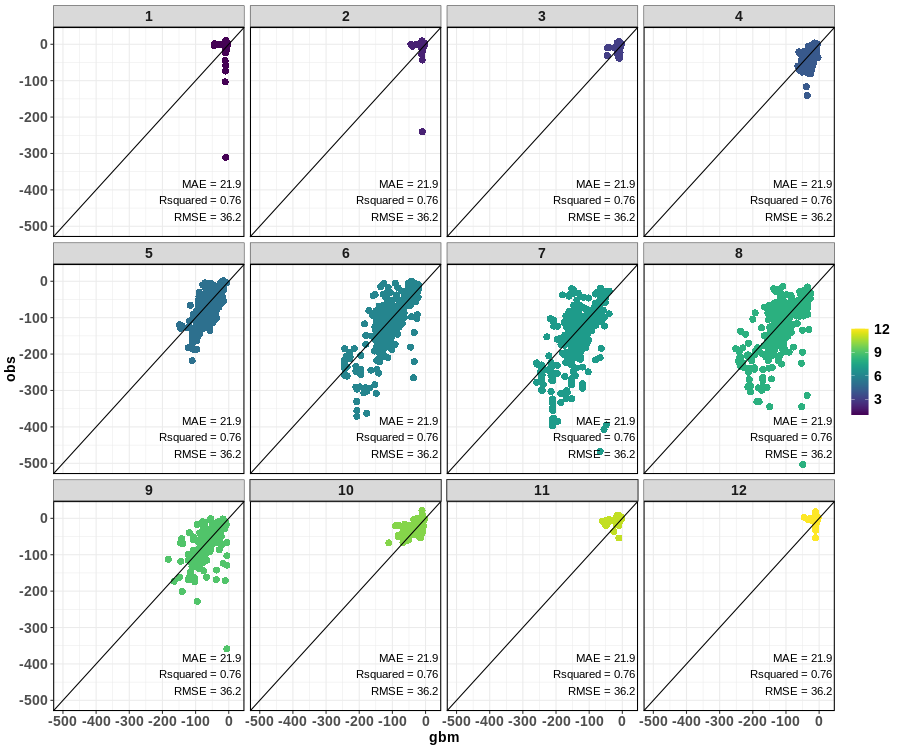 1 2 3 4
0
-100
-200
-300
-400
-500
MAE = 21.9 MAE = 21.9 MAE = 21.9 MAE = 21.9
Rsquared = 0.76 Rsquared = 0.76 Rsquared = 0.76 Rsquared = 0.76
RMSE = 36.2 RMSE = 36.2 RMSE = 36.2 RMSE = 36.2
5 6 7 8
0
-100
-200
-300
-400
-500
MAE = 21.9 MAE = 21.9 MAE = 21.9 MAE = 21.9
Rsquared = 0.76 Rsquared = 0.76 Rsquared = 0.76 Rsquared = 0.76
RMSE = 36.2 RMSE = 36.2 RMSE = 36.2 RMSE = 36.2
obs
12
9
6
3
9 10 11 12
0
-100
-200
-300
-400
-500
MAE = 21.9 MAE = 21.9 MAE = 21.9 MAE = 21.9
Rsquared = 0.76 Rsquared = 0.76 Rsquared = 0.76 Rsquared = 0.76
RMSE = 36.2 RMSE = 36.2 RMSE = 36.2 RMSE = 36.2
-500 -400 -300 -200 -100 0 -500 -400 -300 -200 -100 0 -500 -400 -300 -200 -100 0 -500 -400 -300 -200 -100 0
gbm